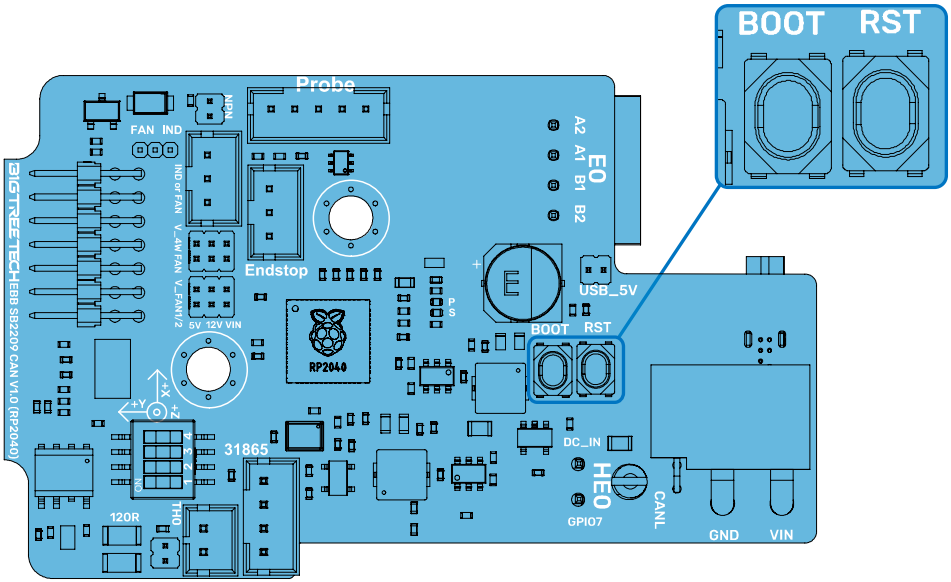 BOOT RST
Probe
NPN
FAN IND
IND or FAN
A2
A1
B1
B2
E0
V_4W FAN
Endstop
V_FAN1/2
5V 12V VIN
BIGTREE TECH EBB SB2209 CAN V1.0 (RP2040)
RP2040
P
S
+
E
USB_5V
BOOT RST
+X
+Y
Z+
4
3
2
1
ON
31865
DC_IN
HE0
GPIO7
CANL
GND VIN
TH0
120R